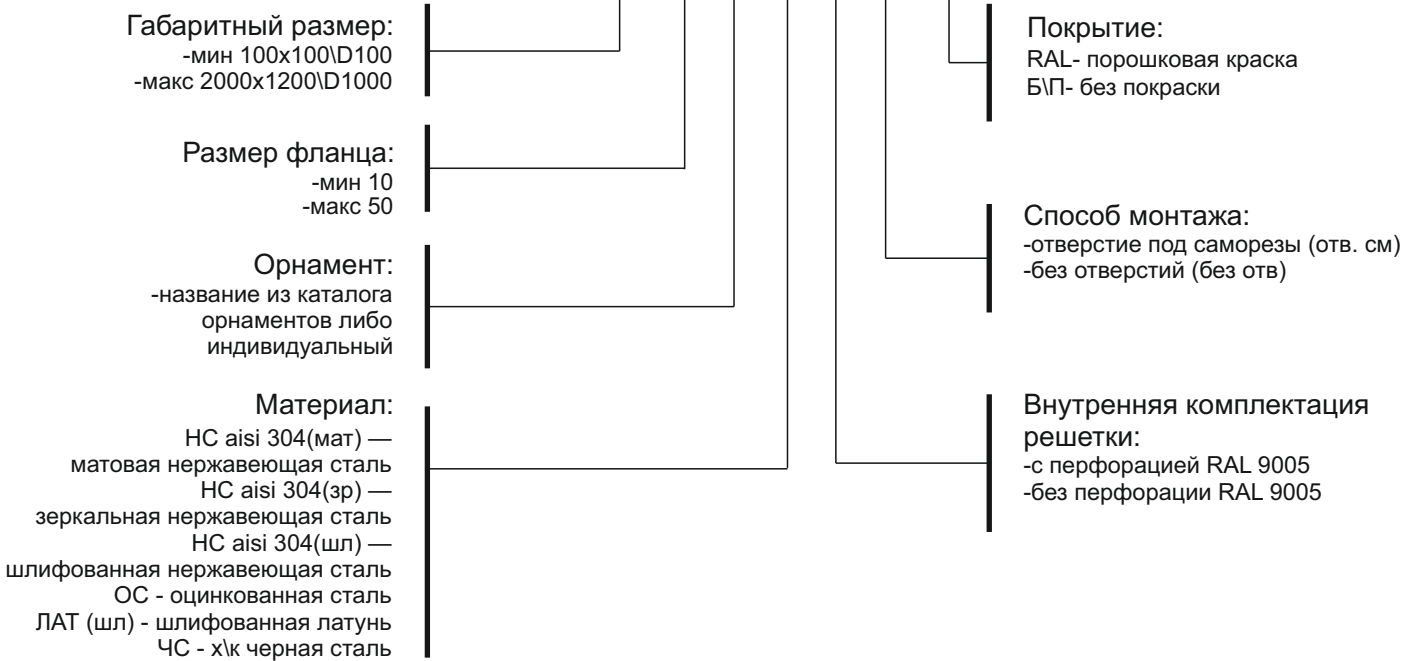 Габаритный размер:
-мин 100х100\D100
-макс 2000х1200\D1000
Размер фланца:
-мин 10
-макс 50
Орнамент:
-название из каталога
орнаментов либо
индивидуальный
Материал:
НС aisi 304(мат) —
матовая нержавеющая сталь
НС aisi 304(зр) —
зеркальная нержавеющая сталь
НС aisi 304(шл) —
шлифованная нержавеющая сталь
ОС - оцинкованная сталь
ЛАТ (шл) - шлифованная латунь
ЧС - х\к черная сталь
Покрытие:
RAL- порошковая краска
Б\П- без покраски
Способ монтажа:
-отверстие под саморезы (отв. см)
-без отверстий (без отв)
Внутренняя комплектация
решетки:
-с перфорацией RAL 9005
-без перфорации RAL 9005